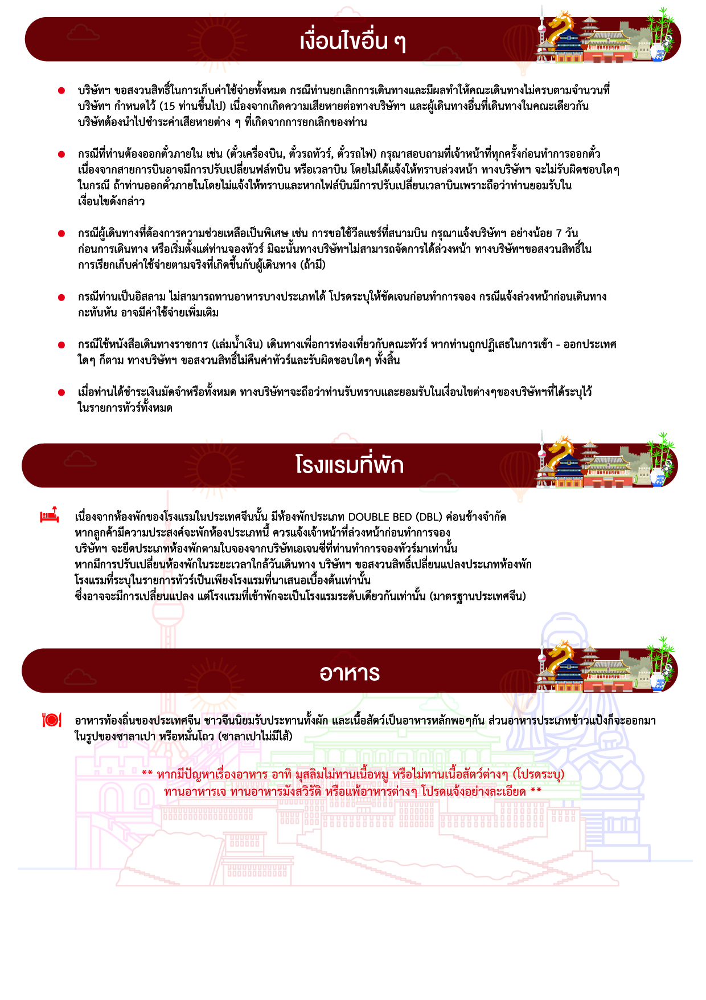 เงื่อนไขอื่น ๆ
บริษัทฯ ขอสงวนสิทธิ์ในการเก็บค่าใช้จ่ายทั้งหมด กรณีท่านยกเลิกการเดินทางและมีผลทำให้คณะเดินทางไม่ครบตามจำนวนที่
บริษัทฯ กำหนดไว้ (15 ท่านขึ้นไป) เนื่องจากเกิดความเสียหายต่อทางบริษัทฯ และผู้เดินทางอื่นที่เดินทางในคณะเดียวกัน
บริษัทต้องนำไปชำระค่าเสียหายต่าง ๆ ที่เกิดจากการยกเลิกของท่าน
กรณีที่ท่านต้องออกตั๋วภายใน เช่น (ตั๋วเครื่องบิน, ตั๋วรถทัวร์, ตั๋วรถไฟ) กรุณาสอบถามที่เจ้าหน้าที่ทุกครั้งก่อนทำการออกตั๋ว
เนื่องจากสายการบินอาจมีการปรับเปลี่ยนฟล์ทบิน หรือเวลาบิน โดยไม่ได้แจ้งให้ทราบล่วงหน้า ทางบริษัทฯ จะไม่รับผิดชอบใดๆ
ในกรณี ถ้าท่านออกตั๋วภายในโดยไม่แจ้งให้ทราบและหากไฟล์บินมีการปรับเปลี่ยนเวลาบินเพราะถือว่าท่านยอมรับใน
เงื่อนไขดังกล่าว
กรณีผู้เดินทางที่ต้องการความช่วยเหลือเป็นพิเศษ เช่น การขอใช้วีลแชร์ที่สนามบิน กรุณาแจ้งบริษัทฯ อย่างน้อย 7 วัน
ก่อนการเดินทาง หรือเริ่มตั้งแต่ท่านจองทัวร์ มิฉะนั้นทางบริษัทฯไม่สามารถจัดการได้ล่วงหน้า ทางบริษัทฯขอสงวนสิทธิ์ใน
การเรียกเก็บค่าใช้จ่ายตามจริงที่เกิดขึ้นกับผู้เดินทาง (ถ้ามี)
กรณีท่านเป็นอิสลาม ไม่สามารถทานอาหารบางประเภทได้ โปรดระบุให้ชัดเจนก่อนทำการจอง กรณีแจ้งล่วงหน้าก่อนเดินทาง
กะทันหัน อาจมีค่าใช้จ่ายเพิ่มเติม
กรณีใช้หนังสือเดินทางราชการ (เล่มน้ำเงิน) เดินทางเพื่อการท่องเที่ยวกับคณะทัวร์ หากท่านถูกปฏิเสธในการเข้า - ออกประเทศ
ใดๆ ก็ตาม ทางบริษัทฯ ขอสงวนสิทธิ์ไม่คืนค่าทัวร์และรับผิดชอบใดๆ ทั้งสิ้น
เมื่อท่านได้ชำระเงินมัดจำหรือทั้งหมด ทางบริษัทฯจะถือว่าท่านรับทราบและยอมรับในเงื่อนไขต่างๆของบริษัทฯที่ได้ระบุไว้
ในรายการทัวร์ทั้งหมด
โรงแรมที่พัก
เนื่องจากห้องพักของโรงแรมในประเทศจีนนั้น มีห้องพักประเภท DOUBLE BED (DBL) ค่อนข้างจำกัด
หากลูกค้ามีความประสงค์จะพักห้องประเภทนี้ ควรแจ้งเจ้าหน้าที่ล่วงหน้าก่อนทำการจอง
บริษัทฯ จะยึดประเภทห้องพักตามใบจองจากบริษัทเอเจนซี่ที่ท่านทำการจองทัวร์มาเท่านั้น
หากมีการปรับเปลี่ยนห้องพักในระยะเวลาใกล้วันเดินทาง บริษัทฯ ขอสงวนสิทธิ์เปลี่ยนแปลงประเภทห้องพัก
โรงแรมที่ระบุในรายการทัวร์เป็นเพียงโรงแรมที่นาเสนอเบื้องต้นเท่านั้น
ซึ่งอาจจะมีการเปลี่ยนแปลง แต่โรงแรมที่เข้าพักจะเป็นโรงแรมระดับเดียวกันเท่านั้น (มาตรฐานประเทศจีน)
อาหาร
อาหารท้องถิ่นของประเทศจีน ชาวจีนนิยมรับประทานทั้งผัก และเนื้อสัตว์เป็นอาหารหลักพอๆกัน ส่วนอาหารประเภทข้าวแป้งก็จะออกมา
ในรูปของซาลาเปา หรือหมั่นโถว (ซาลาเปาไม่มีไส้)
** หากมีปัญหาเรื่องอาหาร อาทิ มุสลิมไม่ทานเนื้อหมู หรือไม่ทานเนื้อสัตว์ต่างๆ (โปรดระบุ)
ทานอาหารเจ ทานอาหารมังสวิรัติ หรือแพ้อาหารต่างๆ โปรดแจ้งอย่างละเอียด **